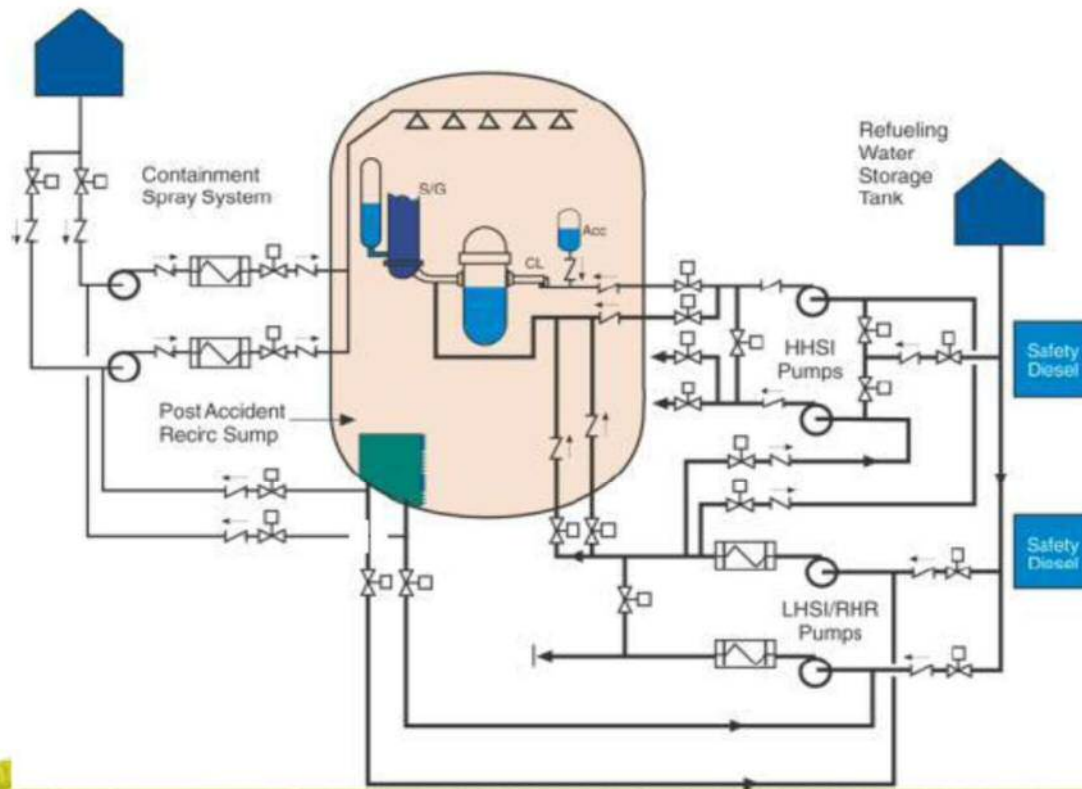 Containment
Spray System
S/G
Acc
CL
Refueling
Water
Storage
Tank
HHSI
Pumps
Safety
Diesel
Post Accident
Recirc Sump
Safety
Diesel
LHSI/RHR
Pumps